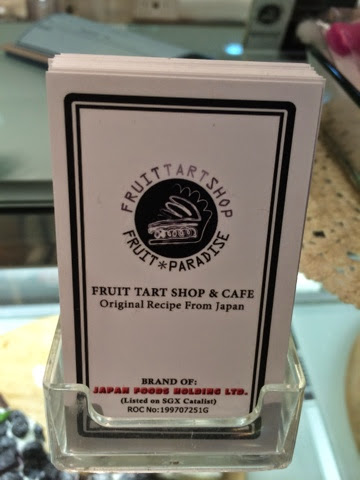 FRUITTARTSHOP
FRUIT*PARADISE
FRUIT TART SHOP & CAFE
Original Recipe From Japan
BRAND OF:
JAPAN FOODS HOLDING LTD.
(Listed on SGX Catalist)
ROC No:199707251G